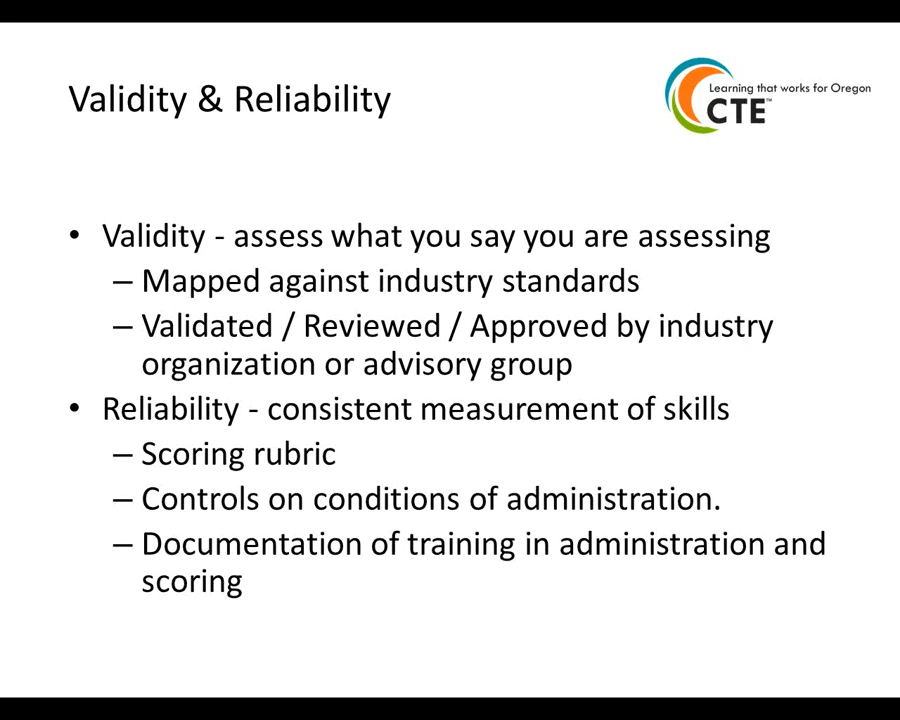 Validity & Reliability
Learning that works for Oregon
CTE™
• Validity - assess what you say you are assessing
– Mapped against industry standards
– Validated / Reviewed / Approved by industry
organization or advisory group
• Reliability - consistent measurement of skills
– Scoring rubric
– Controls on conditions of administration.
– Documentation of training in administration and
scoring